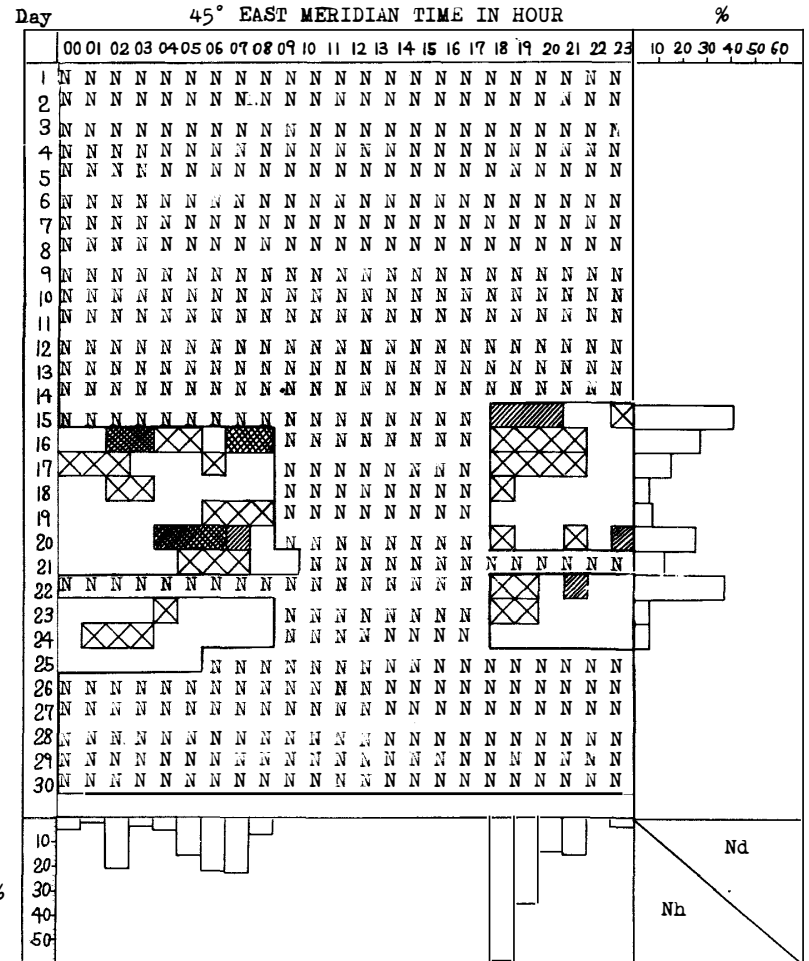 Day 45° EAST MERIDIAN TIME IN HOUR %
00 01 02 03 04 05 06 07 08 09 10 11 12 13 14 15 16 17 18 19 20 21 22 23 10 20 30 40 50 60
1 N N N N N N N N N N N N N N N N N N N N N N N
2 N N N N N N N N N N N N N N N N N N N N N N N
3 N N N N N N N N N N N N N N N N N N N N N N N
4 N N N N N N N N N N N N N N N N N N N N N N N
5 N N N N N N N N N N N N N N N N N N N N N N N
6 N N N N N N N N N N N N N N N N N N N N N N N
7 N N N N N N N N N N N N N N N N N N N N N N N
8 N N N N N N N N N N N N N N N N N N N N N N N
9 N N N N N N N N N N N N N N N N N N N N N N N
10 N N N N N N N N N N N N N N N N N N N N N N N
11 N N N N N N N N N N N N N N N N N N N N N N N
12 N N N N N N N N N N N N N N N N N N N N N N N
13 N N N N N N N N N N N N N N N N N N N N N N N
14 N N N N N N N N N N N N N N N N N N N N N N N
15 N N N N N N N N N N N N N N N N N
16 N N N N N N N N
17 N N N N N N N N
18 N N N N N N N N
19 N N N N N N N N
20 N N N N N N N N
21 N N N N N N N N N N N N N
22 N N N N N N N N N N N N N N N N N
23 N N N N N N N N
24 N N N N N N N N
25 N N N N N N N N N N N N N N N N N
26 N N N N N N N N N N N N N N N N N N N N N N N
27 N N N N N N N N N N N N N N N N N N N N N N N
28 N N N N N N N N N N N N N N N N N N N N N N N
29 N N N N N N N N N N N N N N N N N N N N N N N
30 N N N N N N N N N N N N N N N N N N N N N N N
10
20
30
40
50
%
Nd
Nh